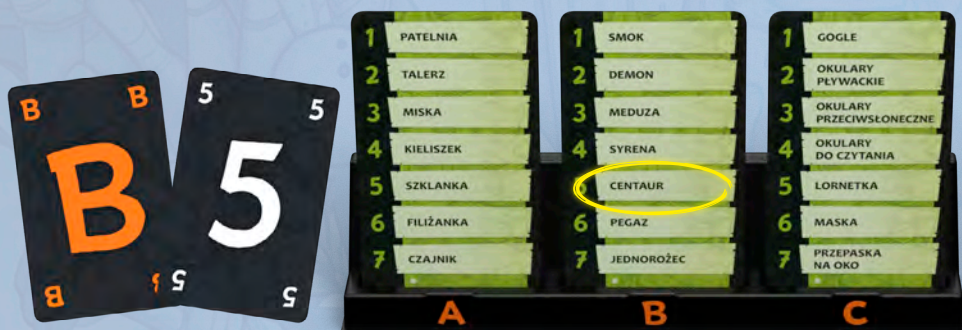 B B
B
B B
5 5
5
5 5
1 PATELNIA
2 TALERZ
3 MISKA
4 KIELISZEK
5 SZKLANKA
6 FILIŻANKA
7 CZAJNIK
A
1 SMOK
2 DEMON
3 MEDUZA
4 SYRENA
5 CENTAUR
6 PEGAZ
7 JEDNOROŻEC
B
1 GOGLE
2 OKULARY
PŁYWACKIE
3 OKULARY
PRZECIWSŁONECZNE
4 OKULARY
DO CZYTANIA
5 LORNETKA
6 MASKA
7 PRZEPASKA
NA OKO
C